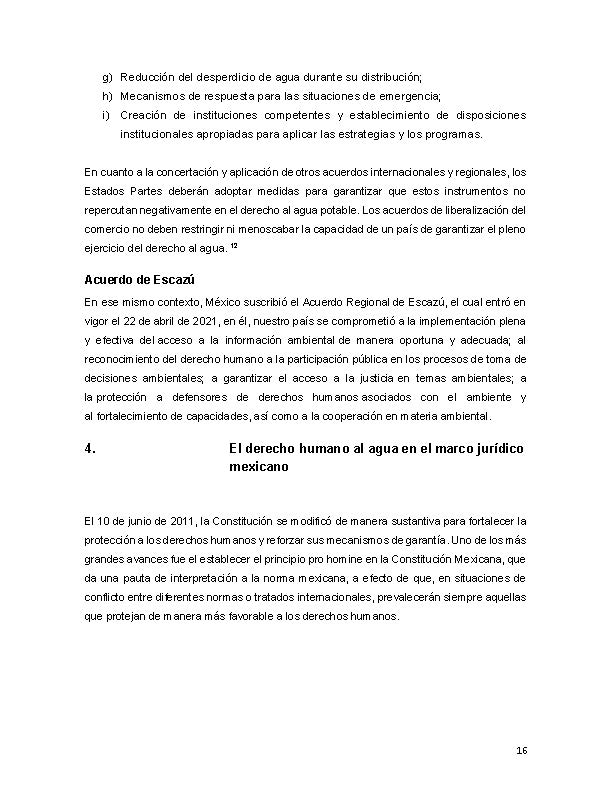 g) Reducción del desperdicio de agua durante su distribución;
h) Mecanismos de respuesta para las situaciones de emergencia;
i) Creación de instituciones competentes y establecimiento de disposiciones
institucionales apropiadas para aplicar las estrategias y los programas.
En cuanto a la concertación y aplicación de otros acuerdos internacionales y regionales, los
Estados Partes deberán adoptar medidas para garantizar que estos instrumentos no
repercutan negativamente en el derecho al agua potable. Los acuerdos de liberalización del
comercio no deben restringir ni menoscabar la capacidad de un país de garantizar el pleno
ejercicio del derecho al agua. 12
Acuerdo de Escazú
En ese mismo contexto, México suscribió el Acuerdo Regional de Escazú, el cual entró en
vigor el 22 de abril de 2021, en él, nuestro país se comprometió a la implementación plena
y efectiva del acceso a la información ambiental de manera oportuna y adecuada; al
reconocimiento del derecho humano a la participación pública en los procesos de toma de
decisiones ambientales; a garantizar el acceso a la justicia en temas ambientales; a
la protección a defensores de derechos humanos asociados con el ambiente y
al fortalecimiento de capacidades, así como a la cooperación en materia ambiental.
4. El derecho humano al agua en el marco jurídico
mexicano
El 10 de junio de 2011, la Constitución se modificó de manera sustantiva para fortalecer la
protección a los derechos humanos y reforzar sus mecanismos de garantía. Uno de los más
grandes avances fue el establecer el principio pro homine en la Constitución Mexicana, que
da una pauta de interpretación a la norma mexicana, a efecto de que, en situaciones de
conflicto entre diferentes normas o tratados internacionales, prevalecerán siempre aquellas
que protejan de manera más favorable a los derechos humanos.
16